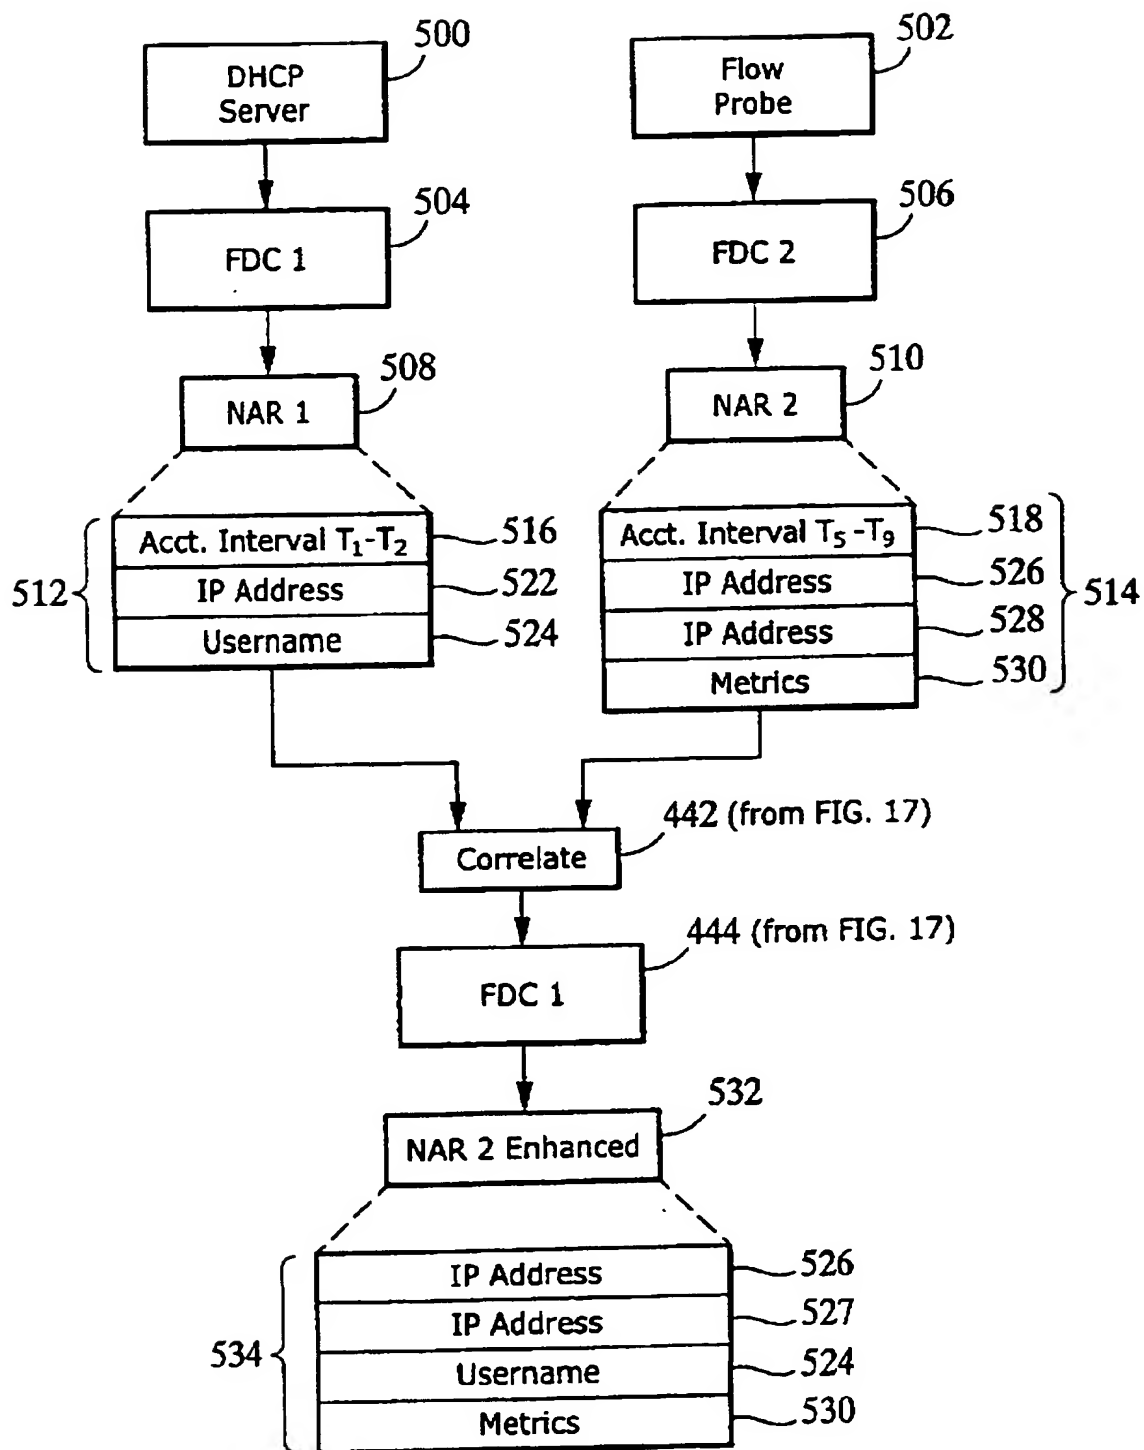 500
DHCP
Server
502
Flow
Probe
504
FDC 1
506
FDC 2
508
NAR 1
510
NAR 2
512
Acct. Interval T₁-T₂
516
IP Address
522
Username
524
Acct. Interval T₅-T₉
518
IP Address
526
IP Address
528
Metrics
530
514
442 (from FIG. 17)
Correlate
444 (from FIG. 17)
FDC 1
532
NAR 2 Enhanced
534
IP Address
526
IP Address
527
Username
524
Metrics
530